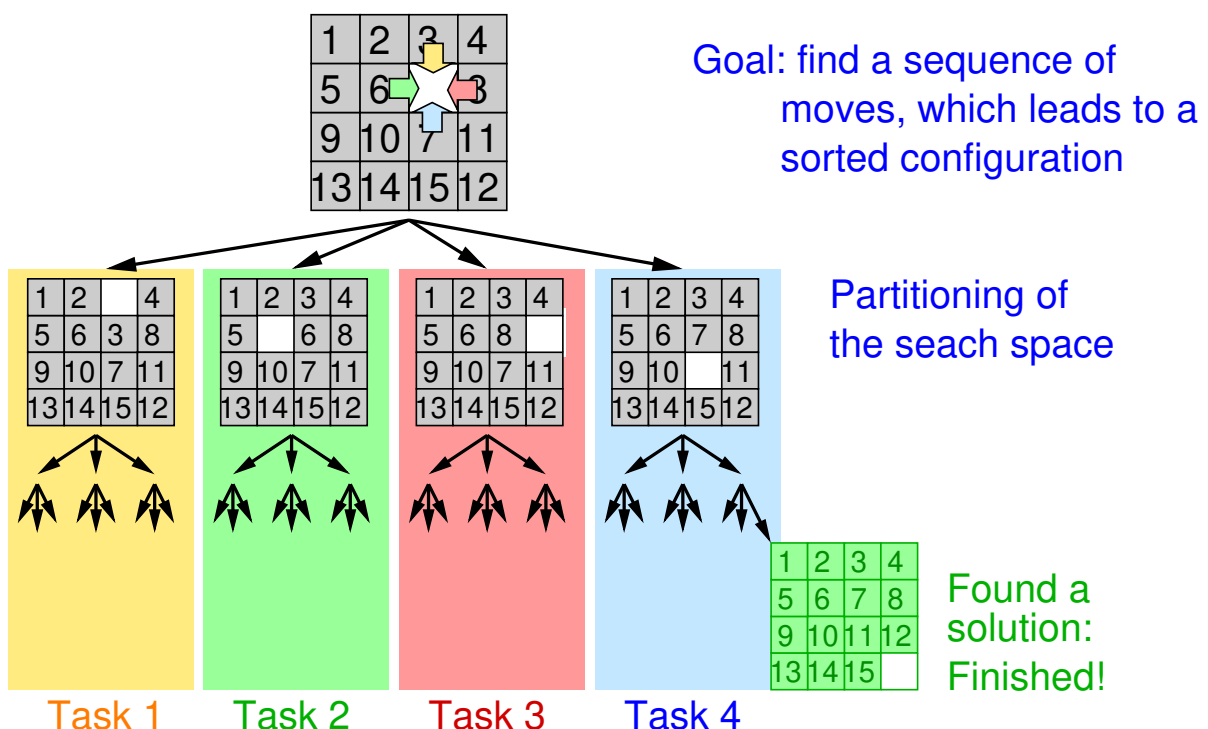 1 2 3 4
Goal: find a sequence of
5 6 8
moves, which leads to a
9 10 7 11
sorted configuration
13 14 15 12
1 2 4
5 6 3 8
9 10 7 11
13 14 15 12
1 2 3 4
5 6 8
9 10 7 11
13 14 15 12
1 2 3 4
5 6 8
9 10 7 11
13 14 15 12
1 2 3 4
5 6 7 8
9 10 11
13 14 15 12
Partitioning of
the seach space
1 2 3 4
5 6 7 8
9 10 11 12
13 14 15
Found a
solution:
Finished!
Task 1
Task 2
Task 3
Task 4